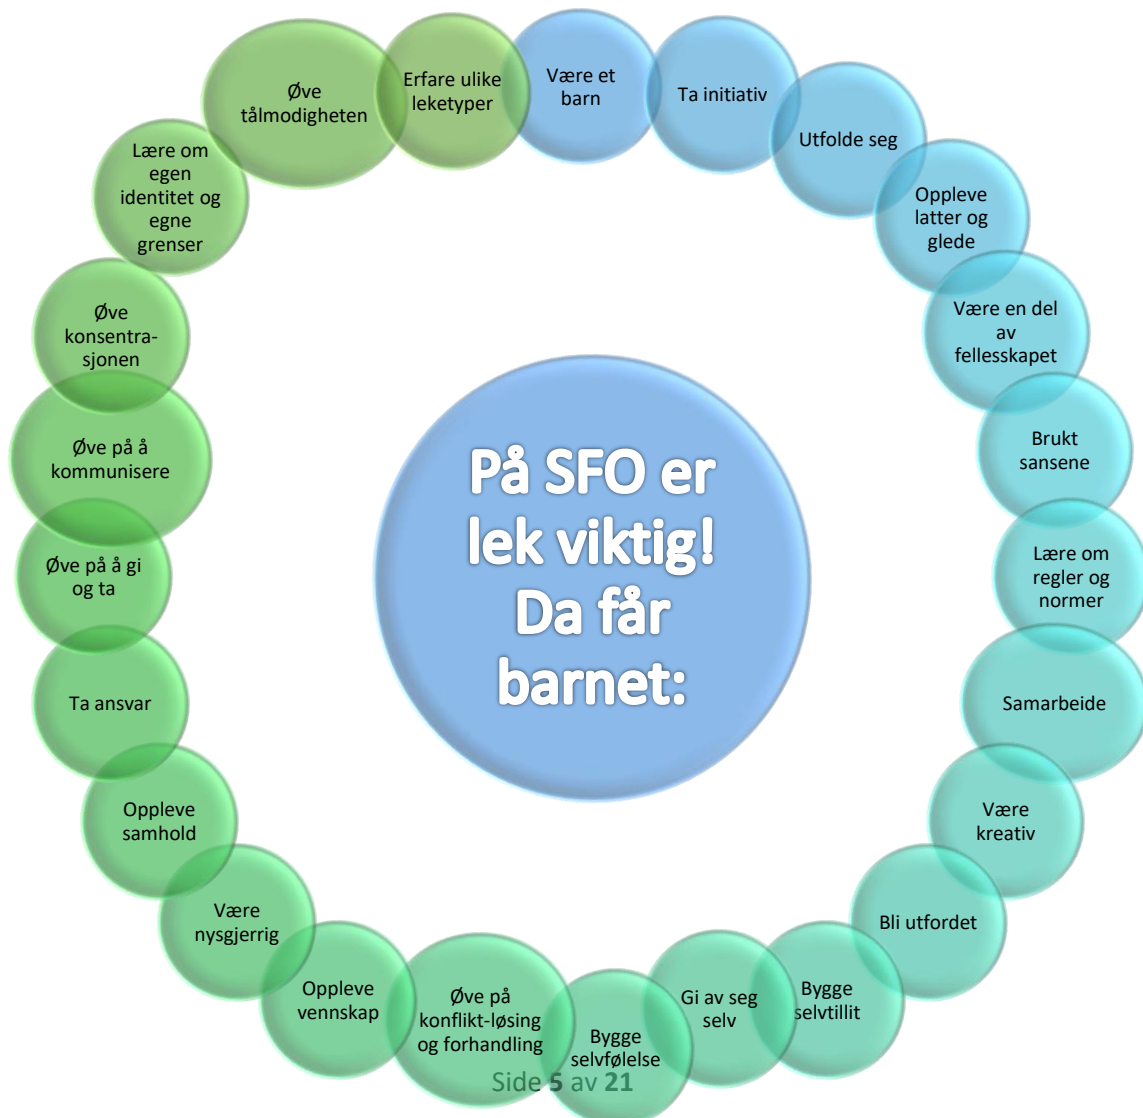 På SFO er
lek viktig!
Da får
barnet:
Være et
barn
Ta initiativ
Utfolde seg
Oppleve
latter og
glede
Være en del
av
fellesskapet
Brukt
sansene
Lære om
regler og
normer
Samarbeide
Være
kreativ
Bli utfordet
Bygge
selvtillit
Gi av seg
selv
Bygge
selvfølelse
Øve på
konflikt-løsing
og forhandling
Oppleve
vennskap
Være
nysgjerrig
Oppleve
samhold
Ta ansvar
Øve på å gi
og ta
Øve på å
kommunisere
Øve
konsentra-
sjonen
Lære om
egen
identitet og
egne
grenser
Øve
tålmodigheten
Erfare ulike
leketyper
Side 5 av 21